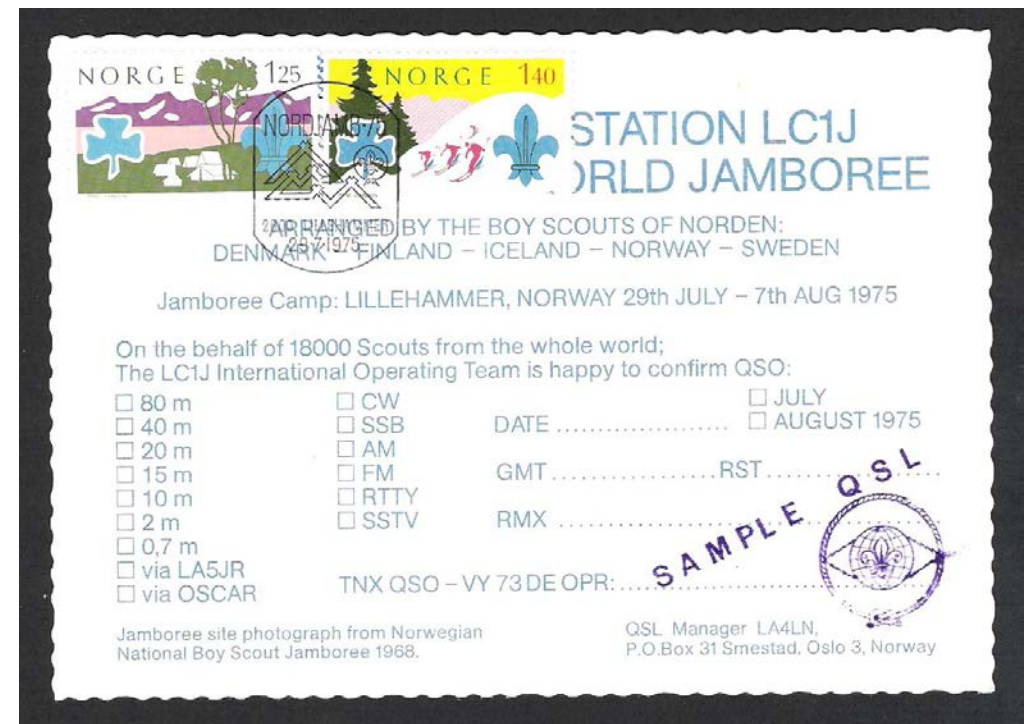 NORGE 125
NORGE 140
NORDJAMB-75
29.7.1975
STATION LC1J
ORLD JAMBOREE
ARRANGED BY THE BOY SCOUTS OF NORDEN:
DENMARK – FINLAND – ICELAND – NORWAY – SWEDEN
Jamboree Camp: LILLEHAMMER, NORWAY 29th JULY – 7th AUG 1975
On the behalf of 18000 Scouts from the whole world;
The LC1J International Operating Team is happy to confirm QSO:
☐ 80 m ☐ CW ☐ JULY
☐ 40 m ☐ SSB DATE .................... ☐ AUGUST 1975
☐ 20 m ☐ AM
☐ 15 m ☐ FM GMT ....................RST....................
☐ 10 m ☐ RTTY
☐ 2 m ☐ SSTV RMX ........................................
☐ 0,7 m
☐ via LA5JR
☐ via OSCAR TNX QSO – VY 73 DE OPR: ....................
SAMPLE QSL
Jamboree site photograph from Norwegian
National Boy Scout Jamboree 1968.
QSL Manager LA4LN,
P.O.Box 31 Smestad, Oslo 3, Norway